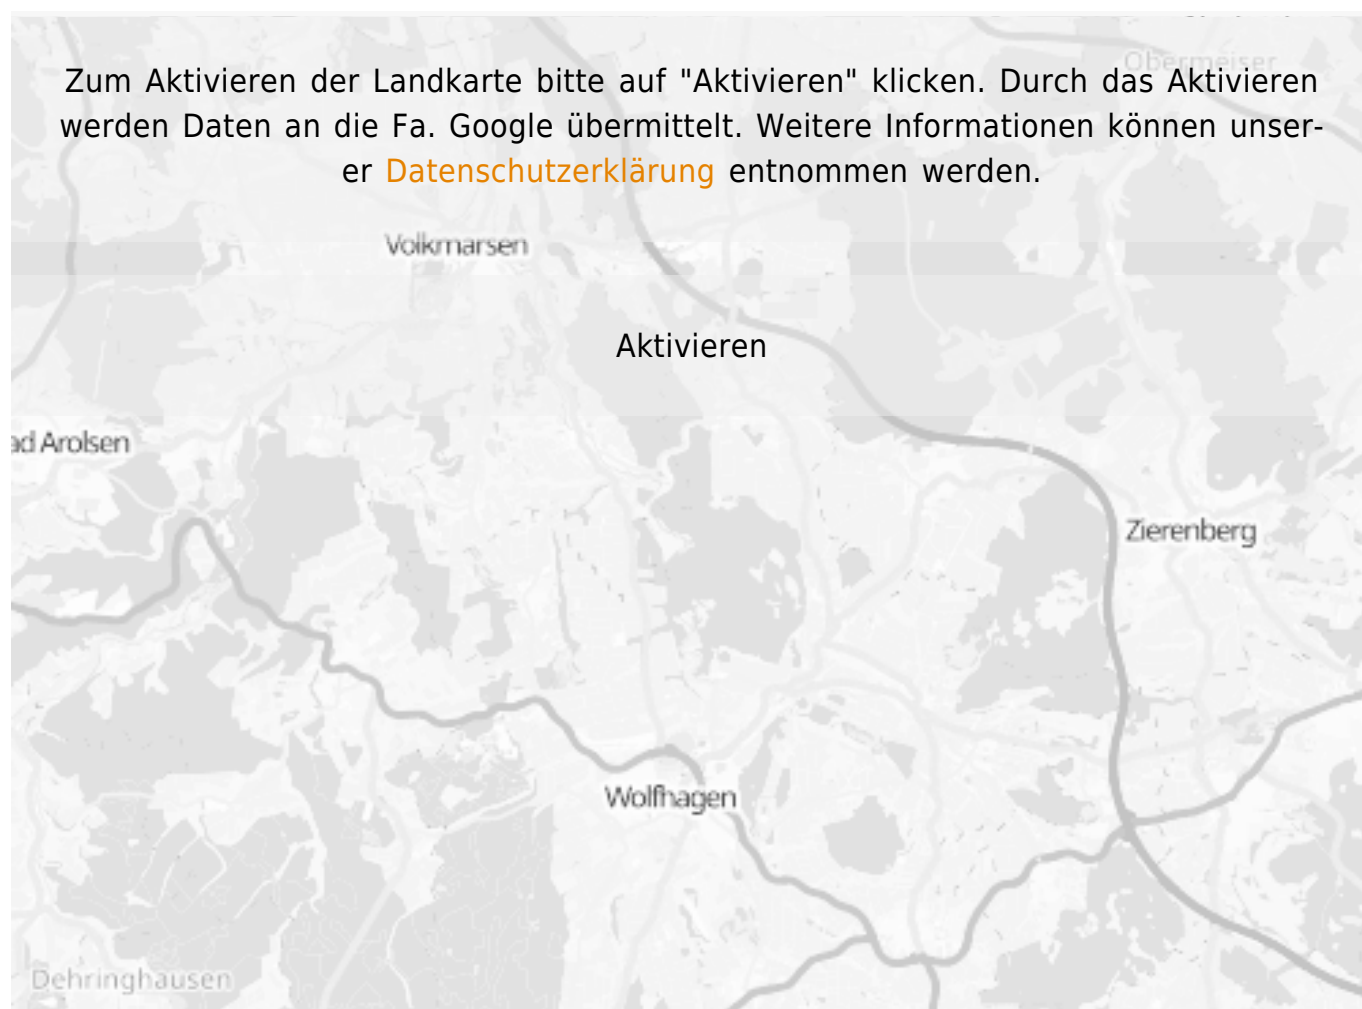 Obermeiser
Zum Aktivieren der Landkarte bitte auf "Aktivieren" klicken. Durch das Aktivieren
werden Daten an die Fa. Google übermittelt. Weitere Informationen können unser-
er Datenschutzerklärung entnommen werden.
Volkmarsen
Aktivieren
ad Arolsen
Zierenberg
Wolfhagen
Dehringhausen